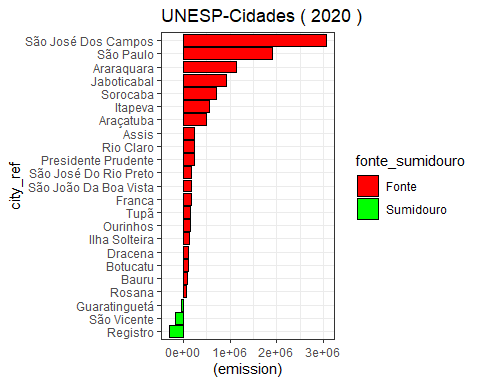 UNESP-Cidades ( 2020 )
São José Dos Campos
São Paulo
Araraquara
Jaboticabal
Sorocaba
Itapeva
Araçatuba
Assis
Rio Claro
Presidente Prudente
São José Do Rio Preto
São João Da Boa Vista
Franca
Tupã
Ourinhos
Ilha Solteira
Dracena
Botucatu
Bauru
Rosana
Guaratinguetá
São Vicente
Registro
city_ref
0e+00 1e+06 2e+06 3e+06
(emission)
fonte_sumidouro
Fonte
Sumidouro